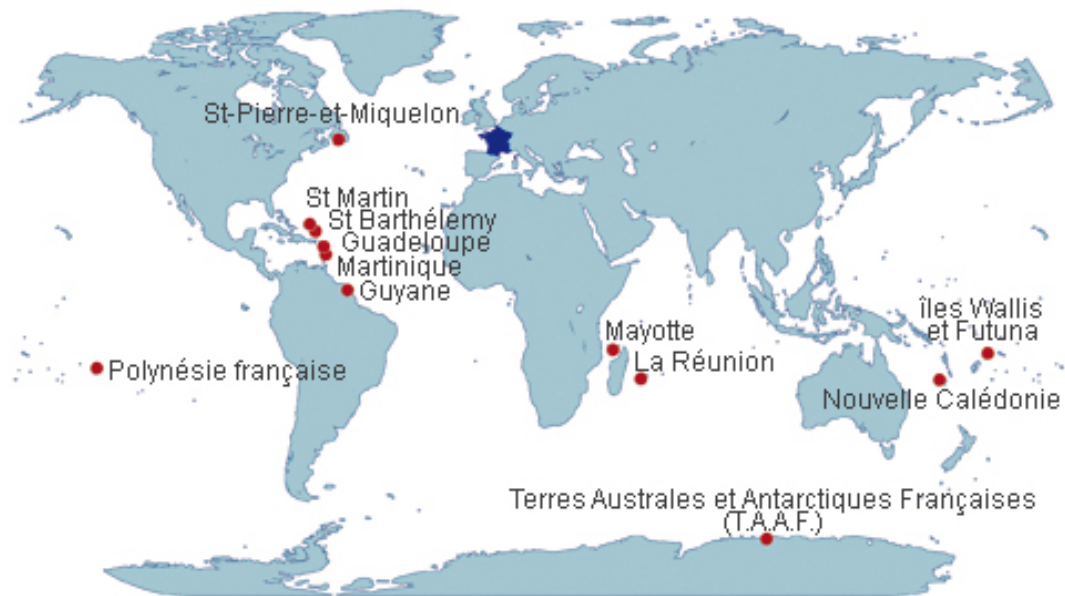 St-Pierre-et-Miquelon
St Martin
St Barthélemy
Guadeloupe
Martinique
Guyane
îles Wallis
et Futuna
Mayotte
La Réunion
Polynésie française
Nouvelle Calédonie
Terres Australes et Antarctiques Françaises
(T.A.A.F.)